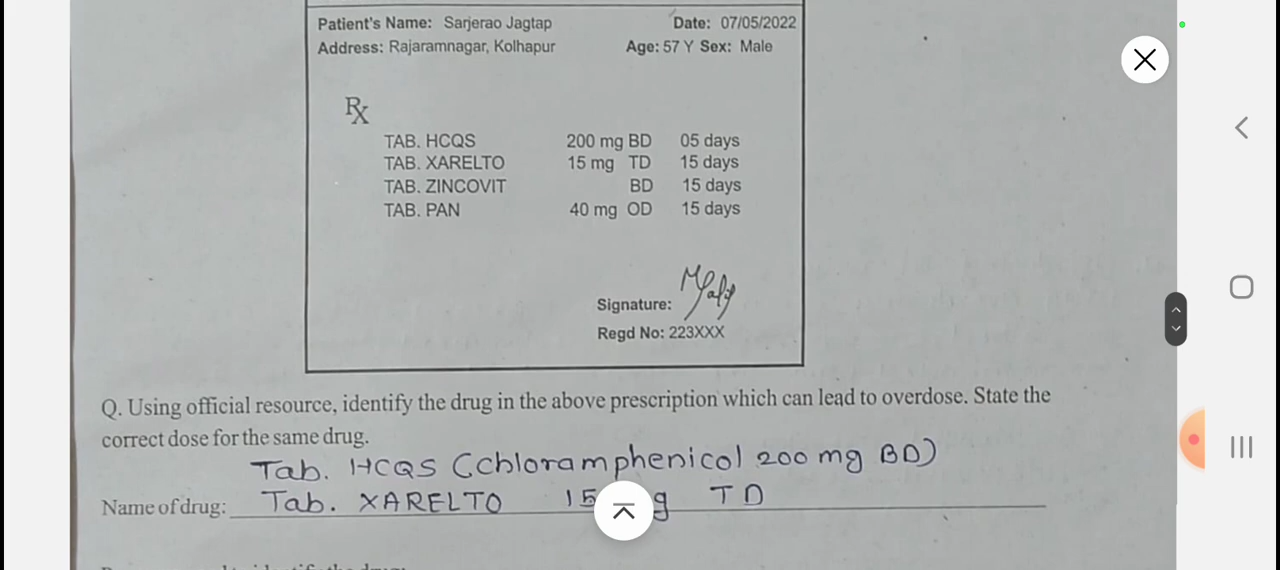 Patient's Name: Sarjerao Jagtap Date: 07/05/2022
Address: Rajaramnagar, Kolhapur Age: 57 Y Sex: Male
Rx
TAB. HCQS 200 mg BD 05 days
TAB. XARELTO 15 mg TD 15 days
TAB. ZINCOVIT BD 15 days
TAB. PAN 40 mg OD 15 days
Signature:
Regd No: 223XXX
Q. Using official resource, identify the drug in the above prescription which can lead to overdose. State the
correct dose for the same drug.
Tab. HCQS (chloramphenicol 200 mg BD)
Name of drug: Tab. XARELTO 15 g TD